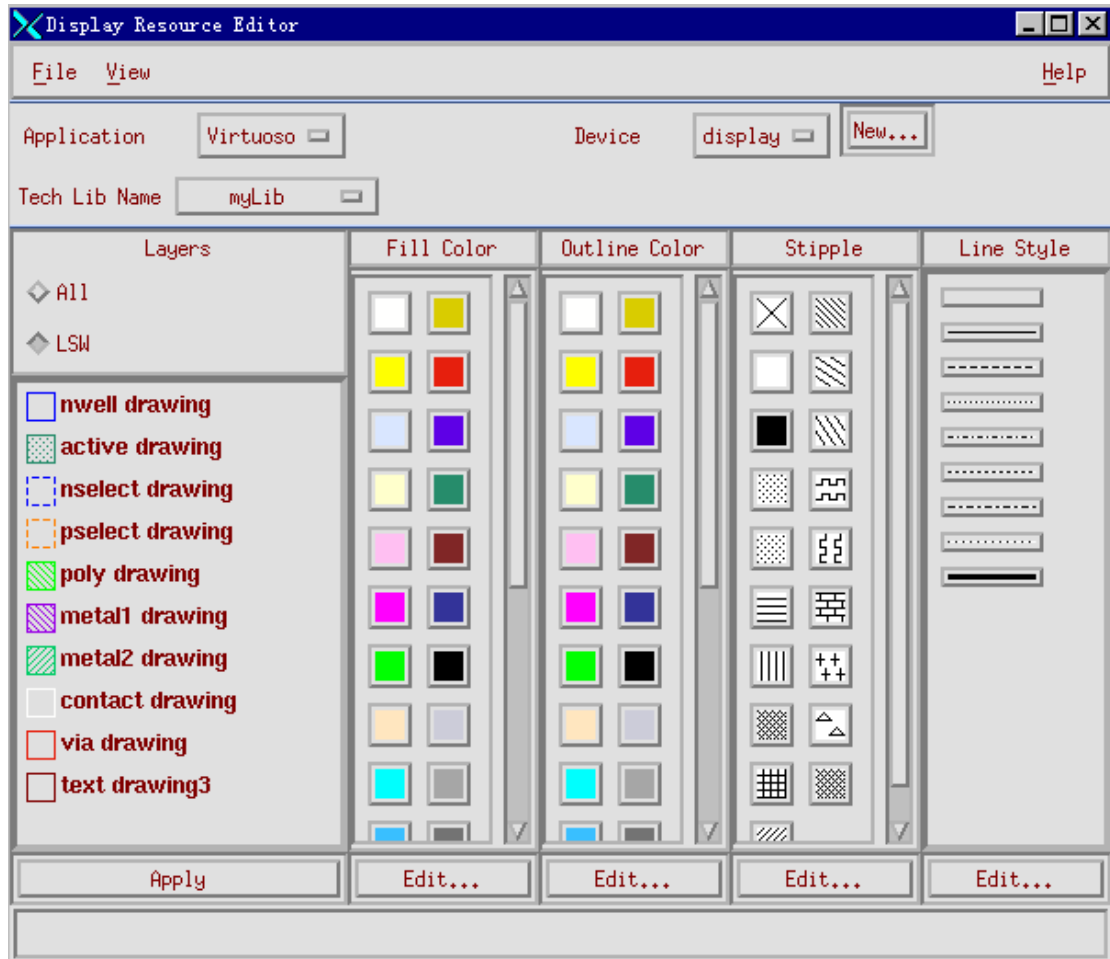 Display Resource Editor
File View Help
Application Virtuoso Device display New...
Tech Lib Name myLib
Layers Fill Color Outline Color Stipple Line Style
All
LSW
nwell drawing
active drawing
nselect drawing
pselect drawing
poly drawing
metal1 drawing
metal2 drawing
contact drawing
via drawing
text drawing3
Apply Edit... Edit... Edit... Edit...